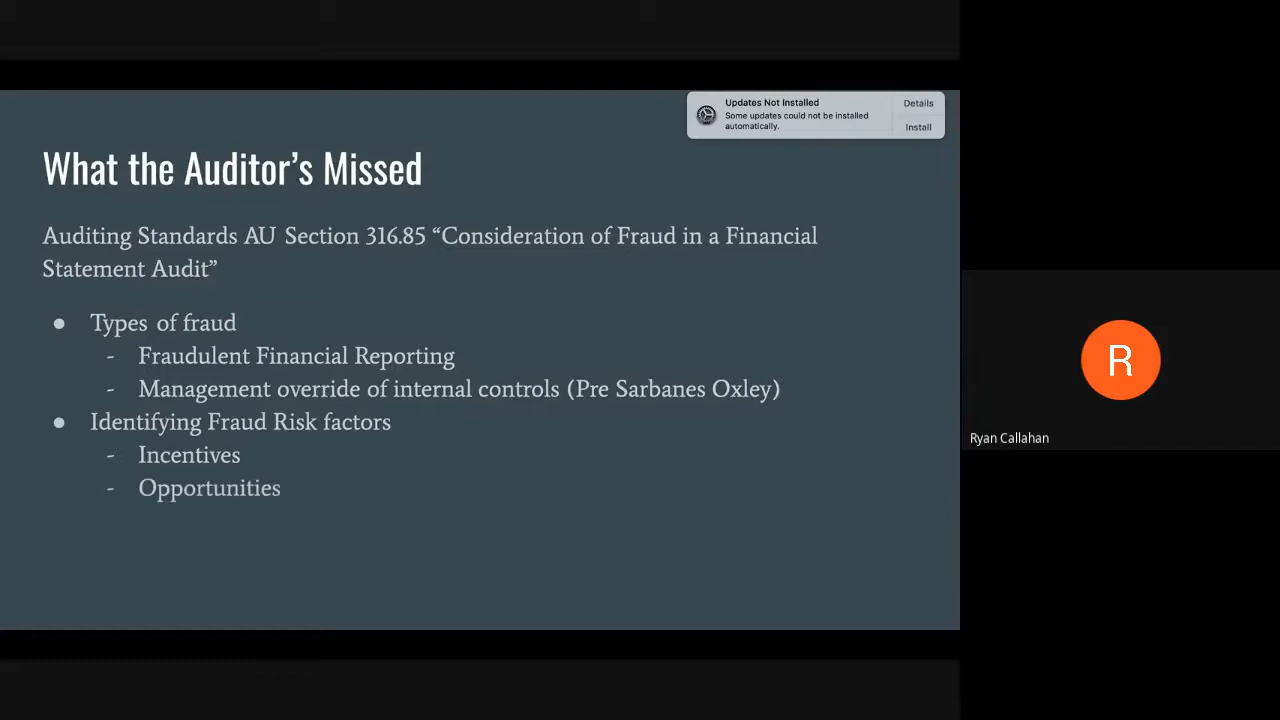 Updates Not Installed
Details
Some updates could not be installed
automatically.
Install
What the Auditor’s Missed
Auditing Standards AU Section 316.85 “Consideration of Fraud in a Financial
Statement Audit”
● Types of fraud
- Fraudulent Financial Reporting
- Management override of internal controls (Pre Sarbanes Oxley)
● Identifying Fraud Risk factors
- Incentives
- Opportunities
R
Ryan Callahan